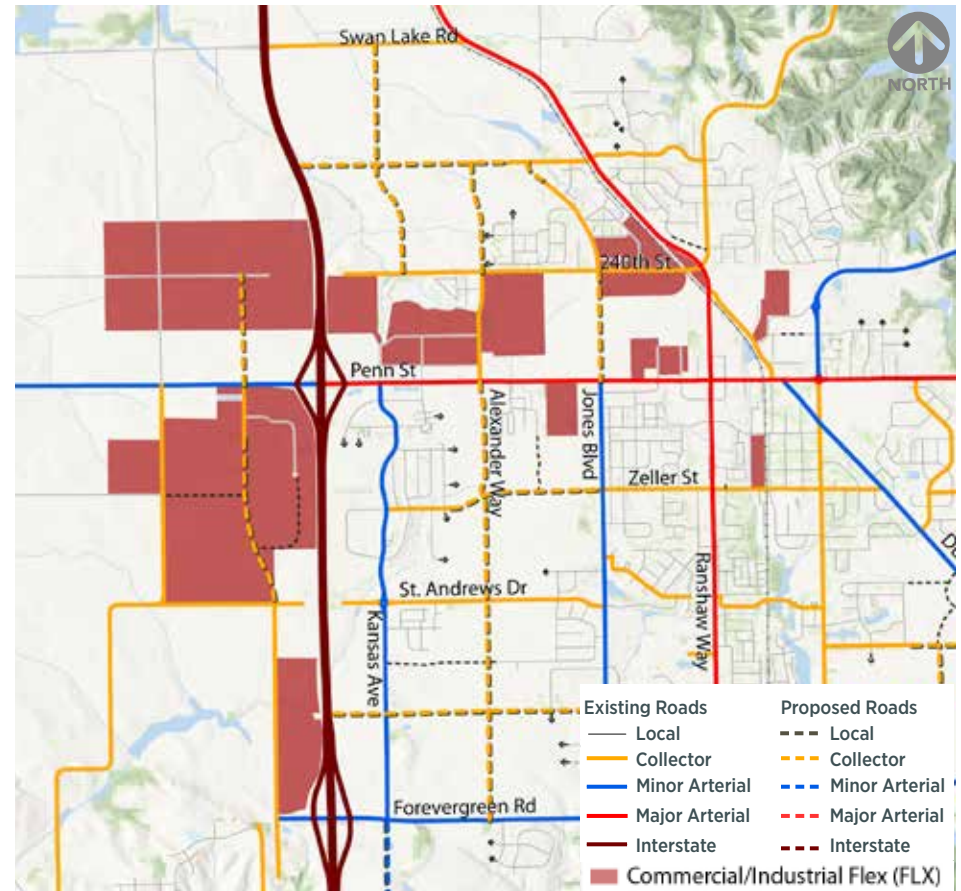 Swan Lake Rd
NORTH
240th St
Penn St
Alexander Way
Jones Blvd
Zeller St
St. Andrews Dr
Kansas Ave
Ranshaw Way
Forevergreen Rd
Existing Roads
Local
Collector
Minor Arterial
Major Arterial
Interstate
Proposed Roads
Local
Collector
Minor Arterial
Major Arterial
Interstate
Commercial/Industrial Flex (FLX)